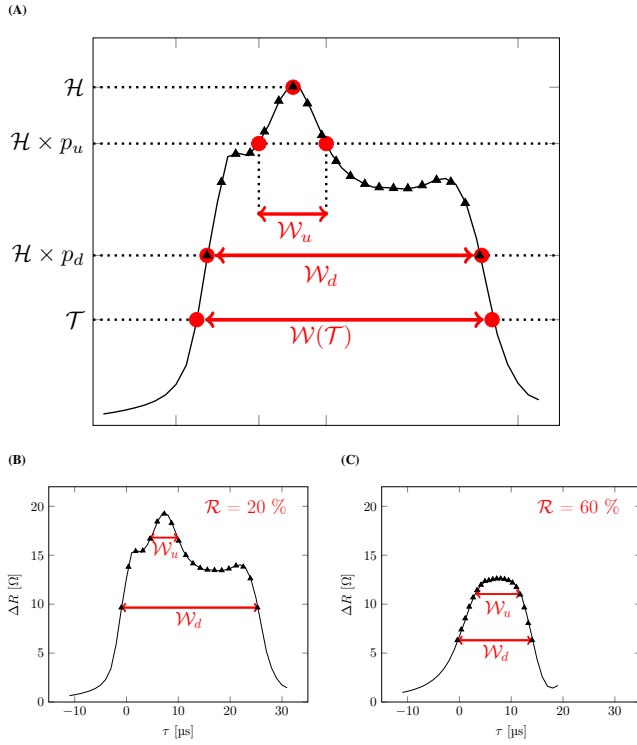 (A)
ℋ
ℋ × p_u
𝒲_u
ℋ × p_d
𝒲_d
𝒯
𝒲(𝒯)
(B)
(C)
20
ℛ = 20 %
20
ℛ = 60 %
15
𝒲_u
15
ΔR [Ω]
10
𝒲_d
ΔR [Ω]
10
𝒲_u
𝒲_d
5
5
0
0
−10 0 10 20 30
−10 0 10 20 30
τ [µs]
τ [µs]